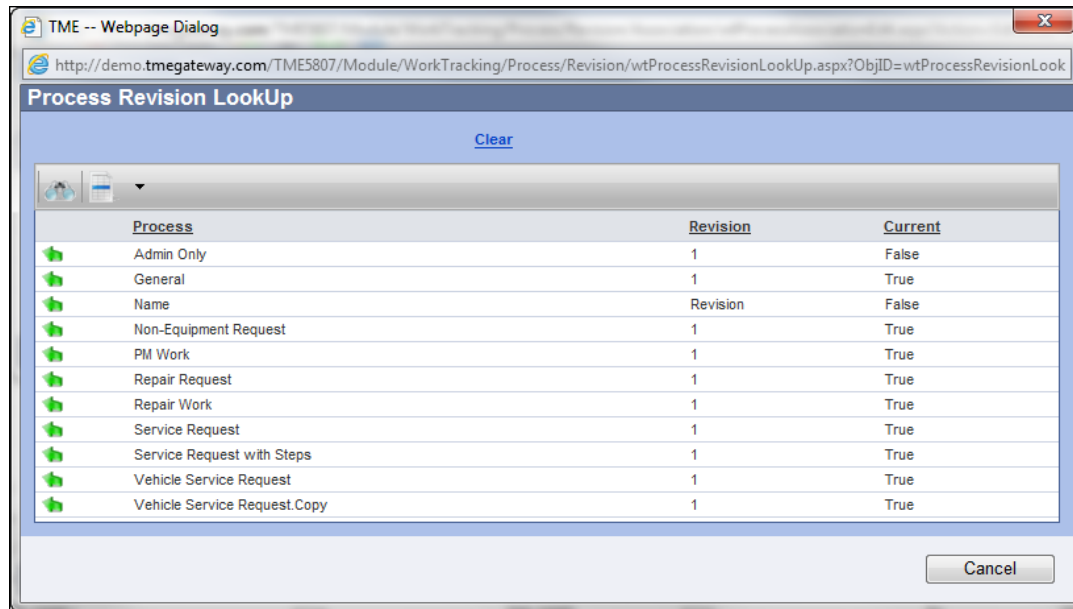 TME -- Webpage Dialog
X
http://demo.tmegateway.com/TME5807/Module/WorkTracking/Process/Revision/wtProcessRevisionLookUp.aspx?ObjID=wtProcessRevisionLook
Process Revision LookUp
Clear
Process Revision Current
Admin Only 1 False
General 1 True
Name Revision False
Non-Equipment Request 1 True
PM Work 1 True
Repair Request 1 True
Repair Work 1 True
Service Request 1 True
Service Request with Steps 1 True
Vehicle Service Request 1 True
Vehicle Service Request.Copy 1 True
Cancel